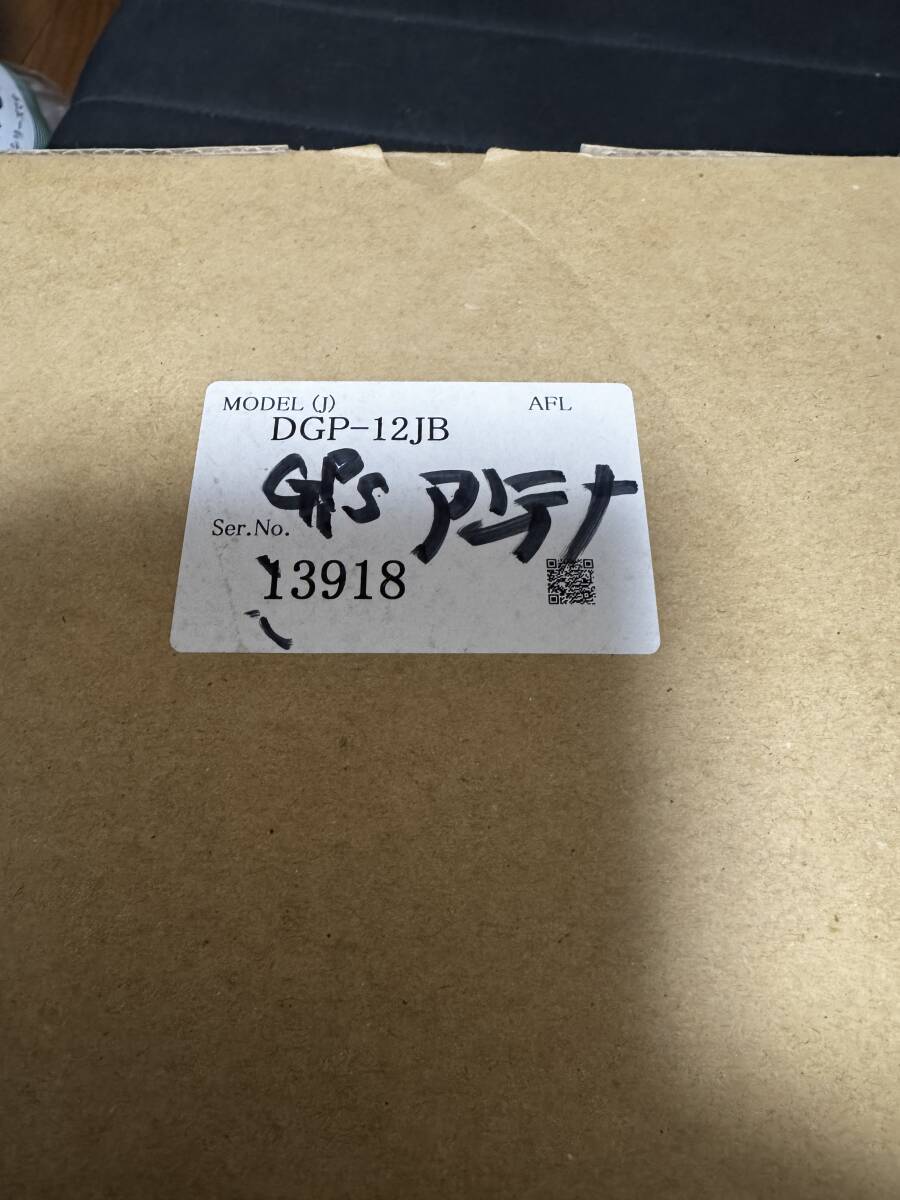 MODEL (J) AFL
DGP-12JB
GPS アンテナ
Ser.No.
13918